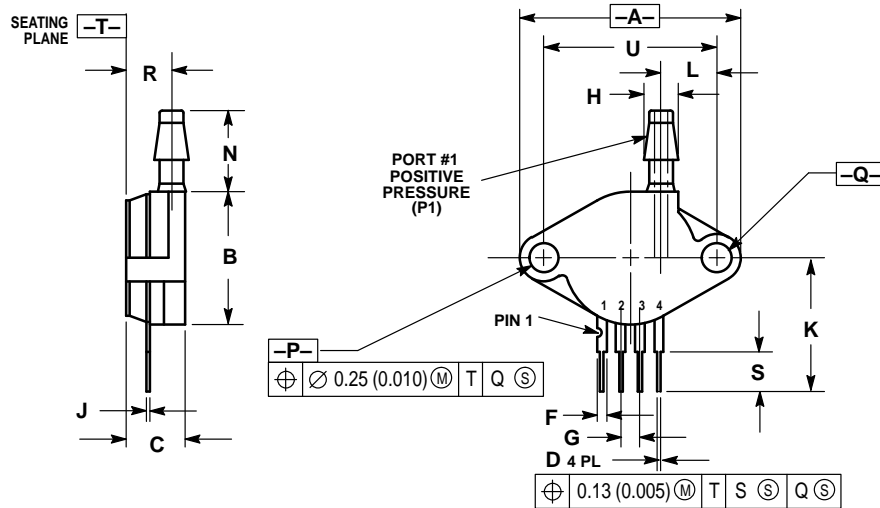 SEATING
PLANE
–T–
R
N
B
J
C
–A–
U
L
H
PORT #1
POSITIVE
PRESSURE
(P1)
–Q–
1 2 3 4
PIN 1
K
S
–P–
⌖ ∅ 0.25 (0.010) Ⓜ T Q Ⓢ
F
G
D 4 PL
⌖ 0.13 (0.005) Ⓜ T S Ⓢ Q Ⓢ